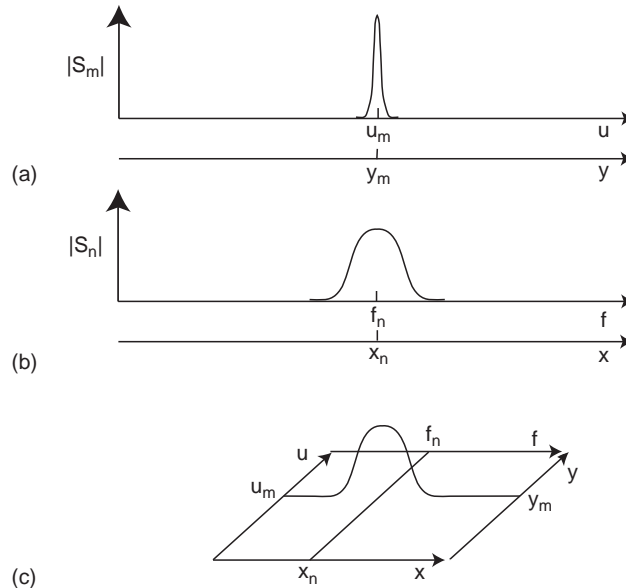 |Sₘ|
uₘ
u
(a)
yₘ
y
|Sₙ|
fₙ
f
(b)
xₙ
x
fₙ
f
u
y
uₘ
yₘ
(c)
xₙ
x